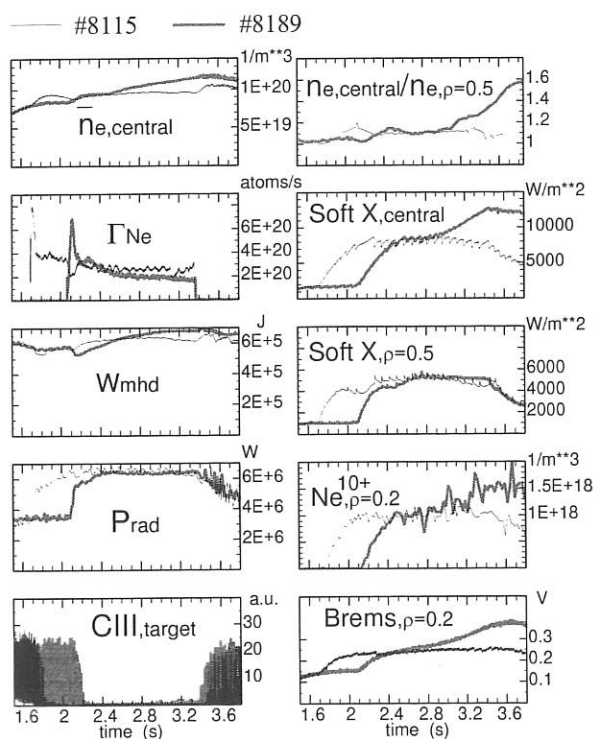 #8115 #8189
1/m**3
1E+20
5E+19
n̅e,central
ne,central/ne,ρ=0.5
1.6
1.4
1.2
1
atoms/s
ΓNe
6E+20
4E+20
2E+20
W/m**2
Soft X,central
10000
5000
J
6E+5
4E+5
2E+5
Wmhd
W/m**2
Soft X,ρ=0.5
6000
4000
2000
W
6E+6
4E+6
2E+6
Prad
1/m**3
Ne,ρ=0.2 10+
1.5E+18
1E+18
a.u.
CIII,target
30
20
10
1.6 2 2.4 2.8 3.2 3.6
time (s)
V
Brems,ρ=0.2
0.3
0.2
0.1
1.6 2 2.4 2.8 3.2 3.6
time (s)